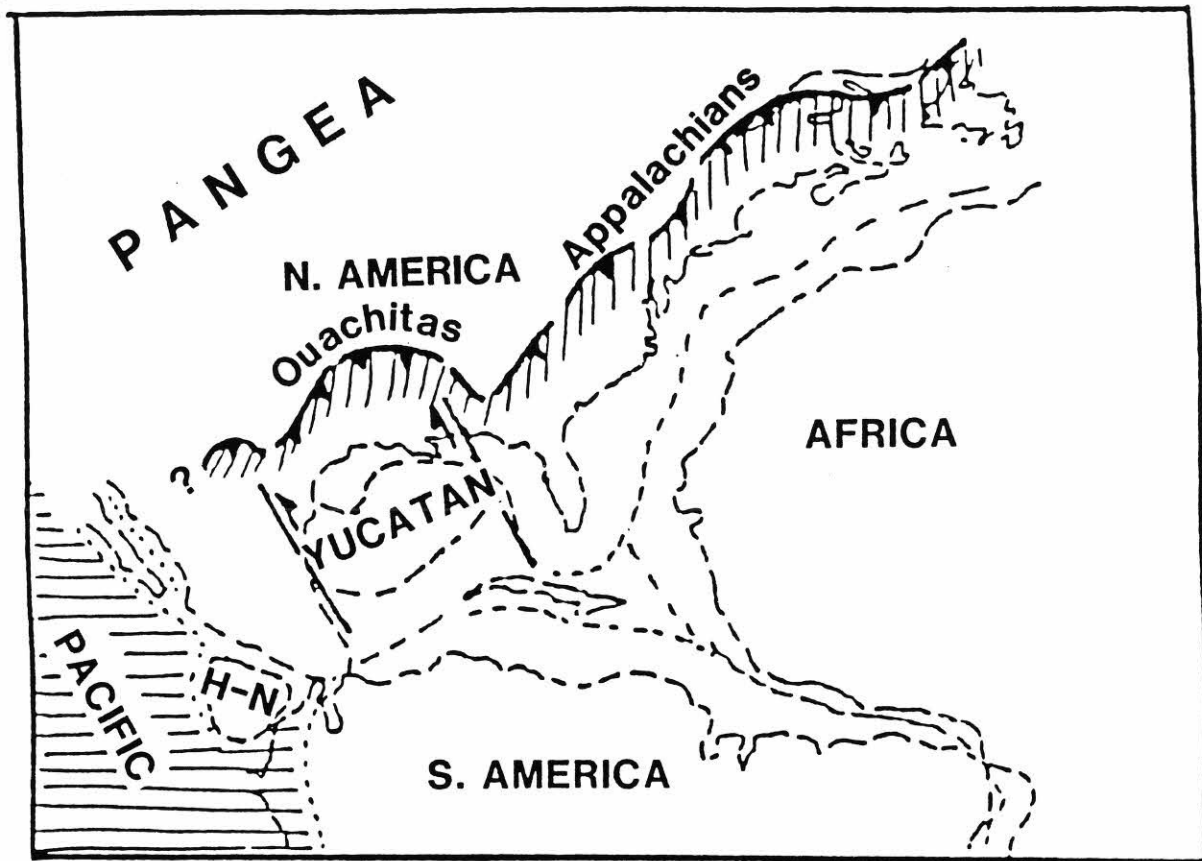 PANGEA
Appalachians
N. AMERICA
Ouachitas
AFRICA
?
YUCATAN
PACIFIC
H-N
S. AMERICA